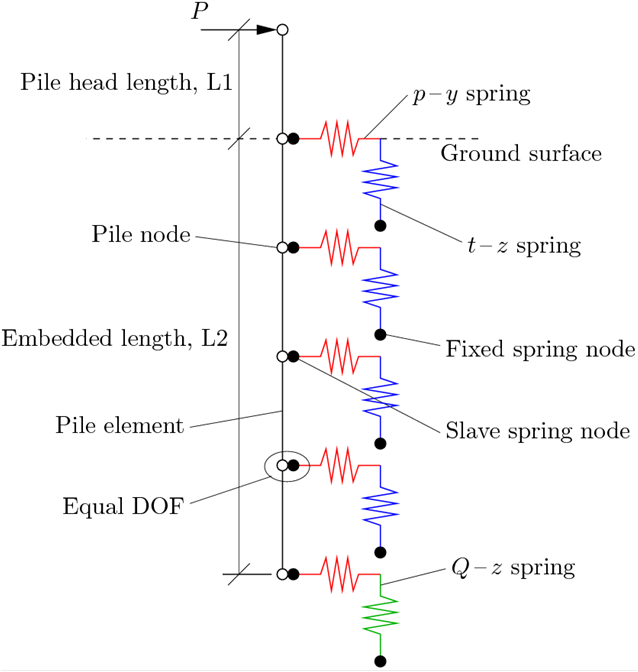 P
Pile head length, L1
p – y spring
Ground surface
Pile node
t – z spring
Embedded length, L2
Fixed spring node
Pile element
Slave spring node
Equal DOF
Q – z spring